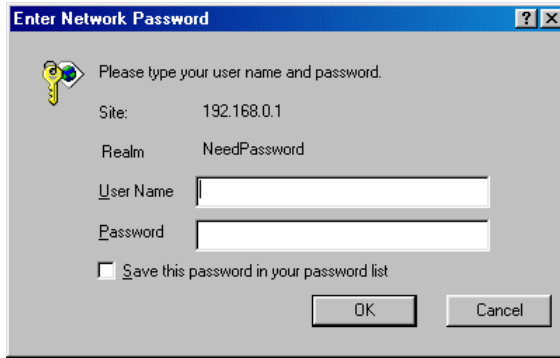 Enter Network Password
Please type your user name and password.
Site: 192.168.0.1
Realm NeedPassword
User Name
Password
Save this password in your password list
OK Cancel